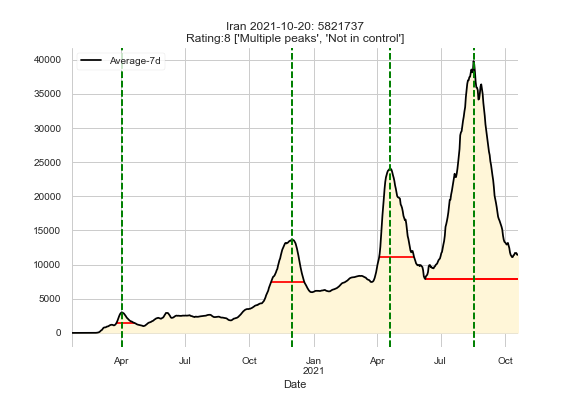 Iran 2021-10-20: 5821737
Rating:8 ['Multiple peaks', 'Not in control']
Average-7d
40000
35000
30000
25000
20000
15000
10000
5000
0
Apr Jul Oct Jan Apr Jul Oct
2021
Date